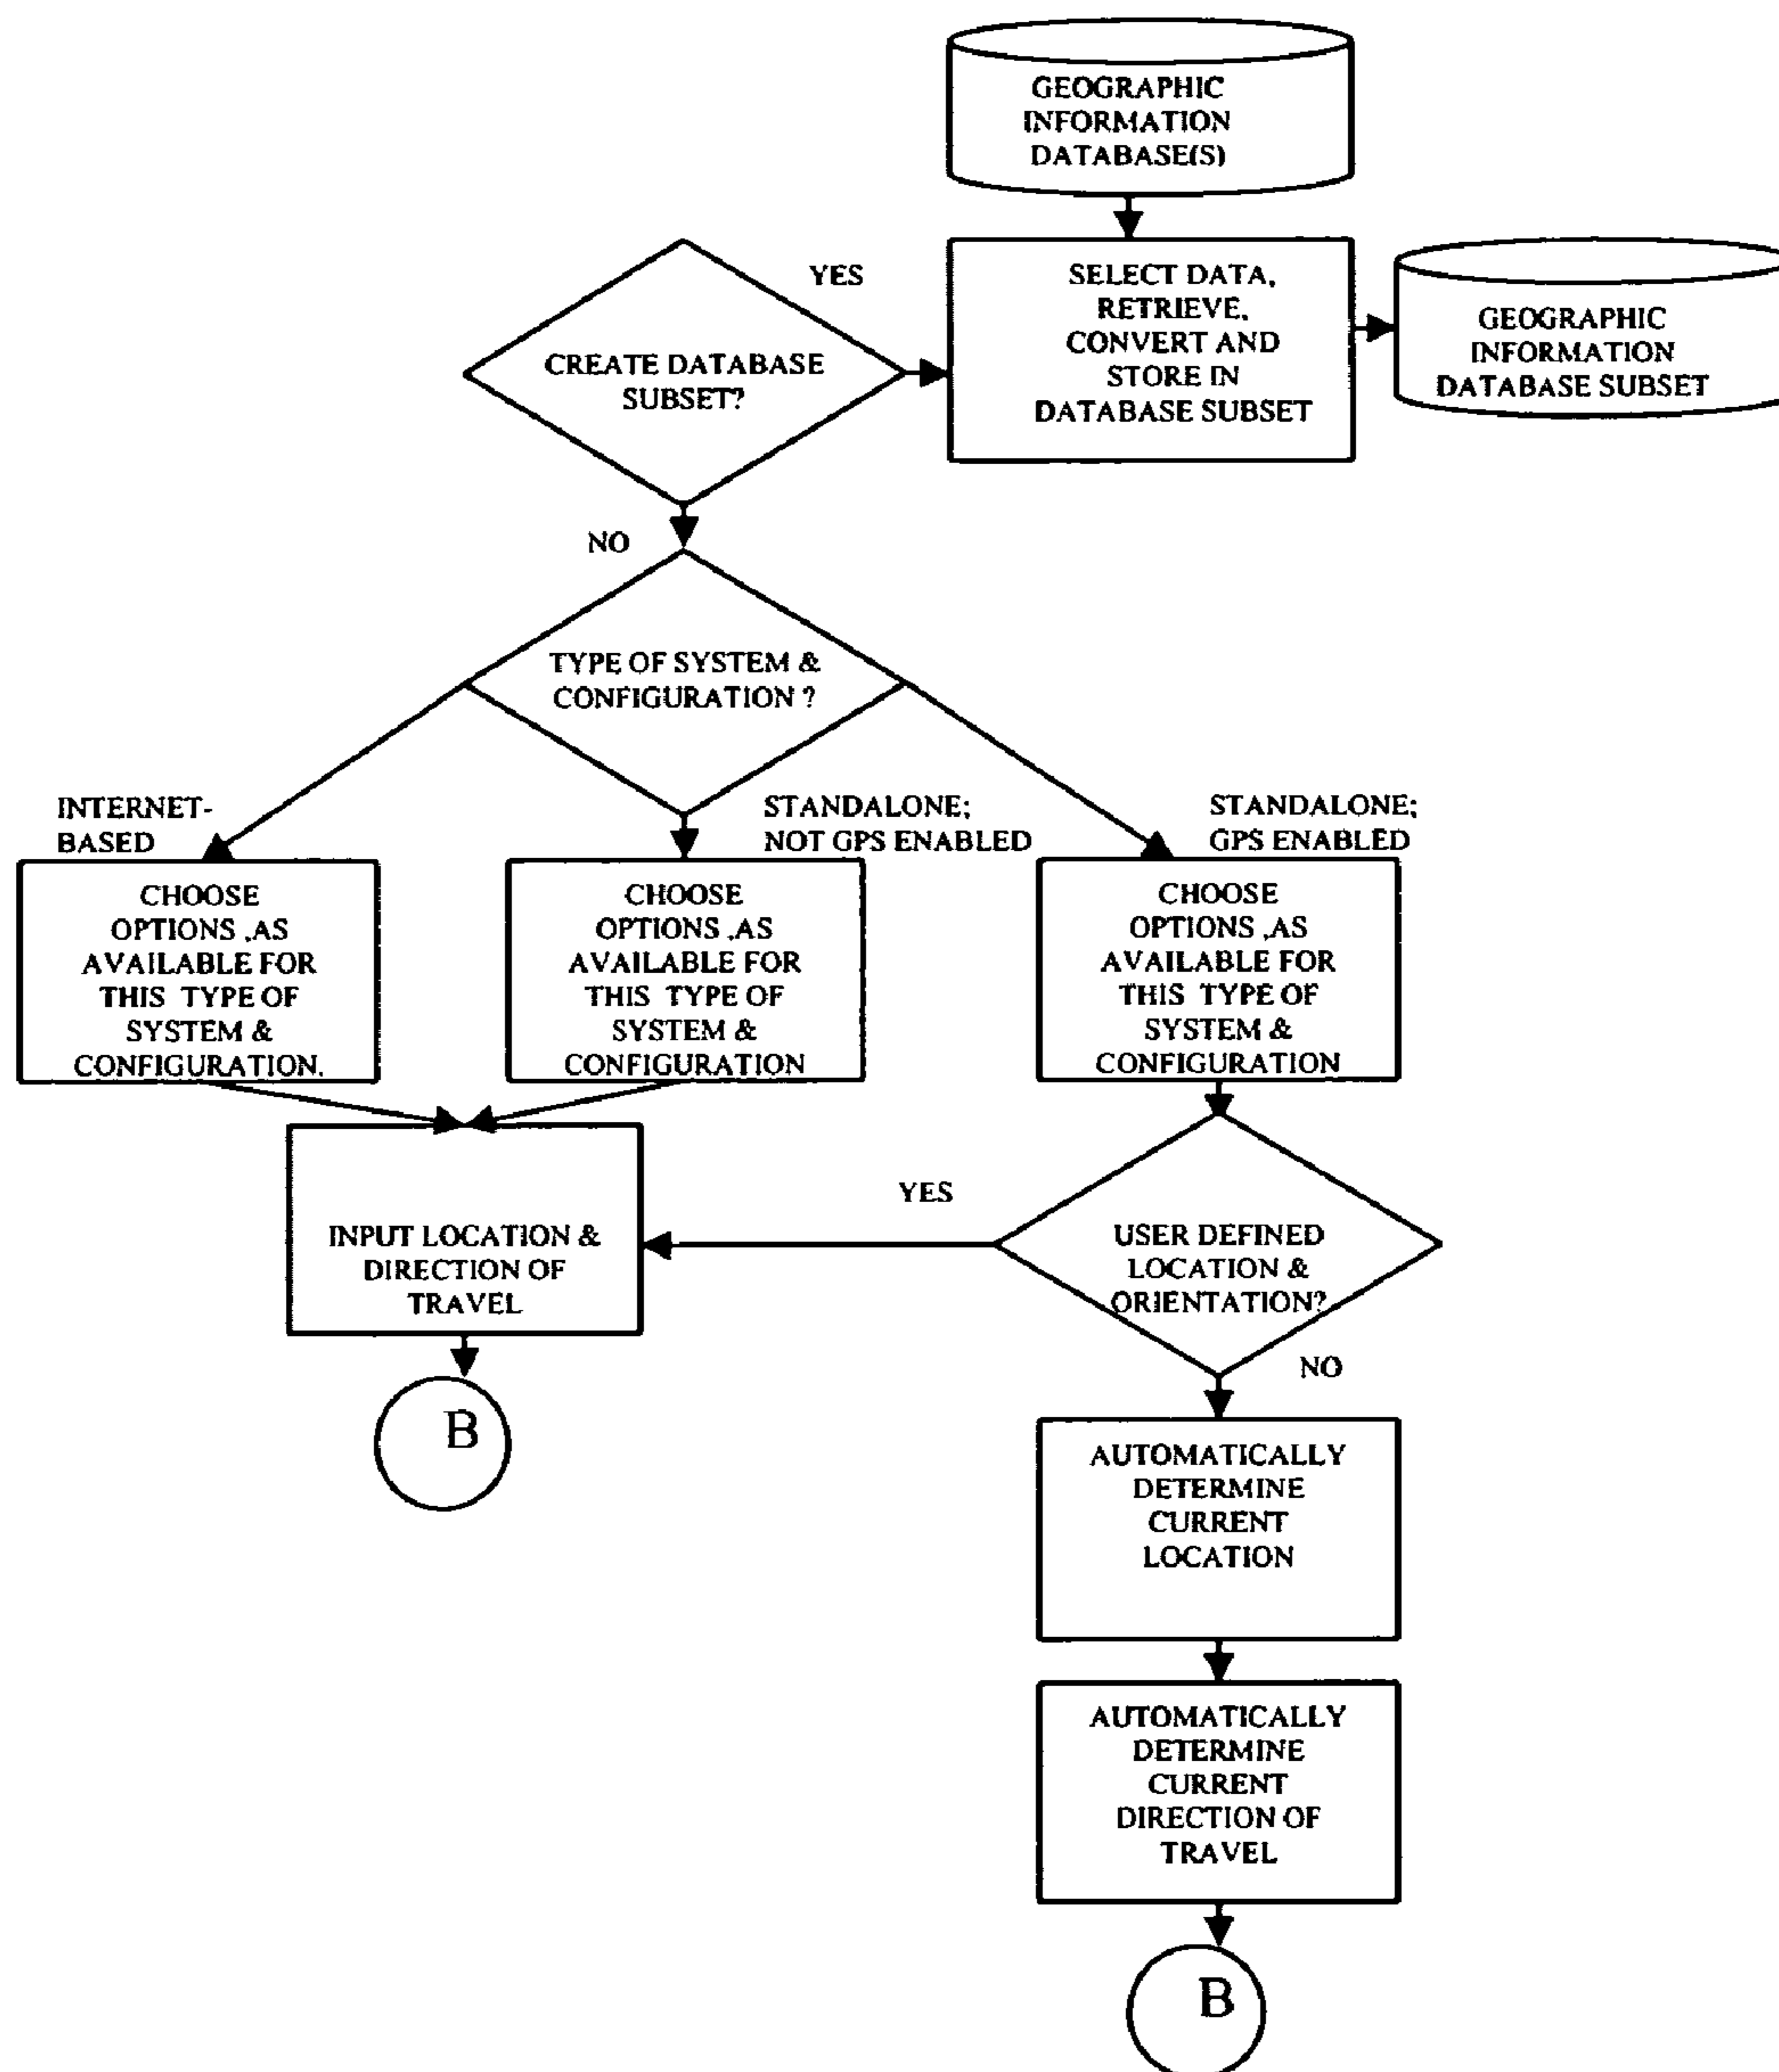 GEOGRAPHIC
INFORMATION
DATABASE(S)
YES
CREATE DATABASE
SUBSET?
SELECT DATA,
RETRIEVE,
CONVERT AND
STORE IN
DATABASE SUBSET
GEOGRAPHIC
INFORMATION
DATABASE SUBSET
NO
TYPE OF SYSTEM &
CONFIGURATION ?
INTERNET-
BASED
STANDALONE;
NOT GPS ENABLED
STANDALONE;
GPS ENABLED
CHOOSE
OPTIONS ,AS
AVAILABLE FOR
THIS TYPE OF
SYSTEM &
CONFIGURATION.
CHOOSE
OPTIONS ,AS
AVAILABLE FOR
THIS TYPE OF
SYSTEM &
CONFIGURATION
CHOOSE
OPTIONS ,AS
AVAILABLE FOR
THIS TYPE OF
SYSTEM &
CONFIGURATION
INPUT LOCATION &
DIRECTION OF
TRAVEL
YES
USER DEFINED
LOCATION &
ORIENTATION?
NO
B
AUTOMATICALLY
DETERMINE
CURRENT
LOCATION
AUTOMATICALLY
DETERMINE
CURRENT
DIRECTION OF
TRAVEL
B